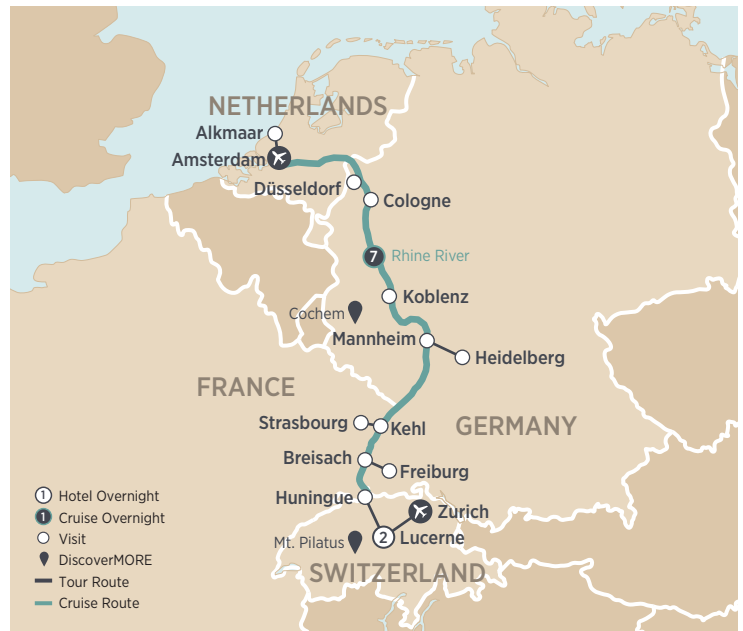 NETHERLANDS
Alkmaar
Amsterdam
Düsseldorf
Cologne
7
Rhine River
Koblenz
Cochem
Mannheim
Heidelberg
FRANCE
Strasbourg
Kehl
GERMANY
Breisach
Freiburg
Huningue
Zurich
2
Lucerne
Mt. Pilatus
SWITZERLAND
1 Hotel Overnight
1 Cruise Overnight
Visit
DiscoverMORE
Tour Route
Cruise Route